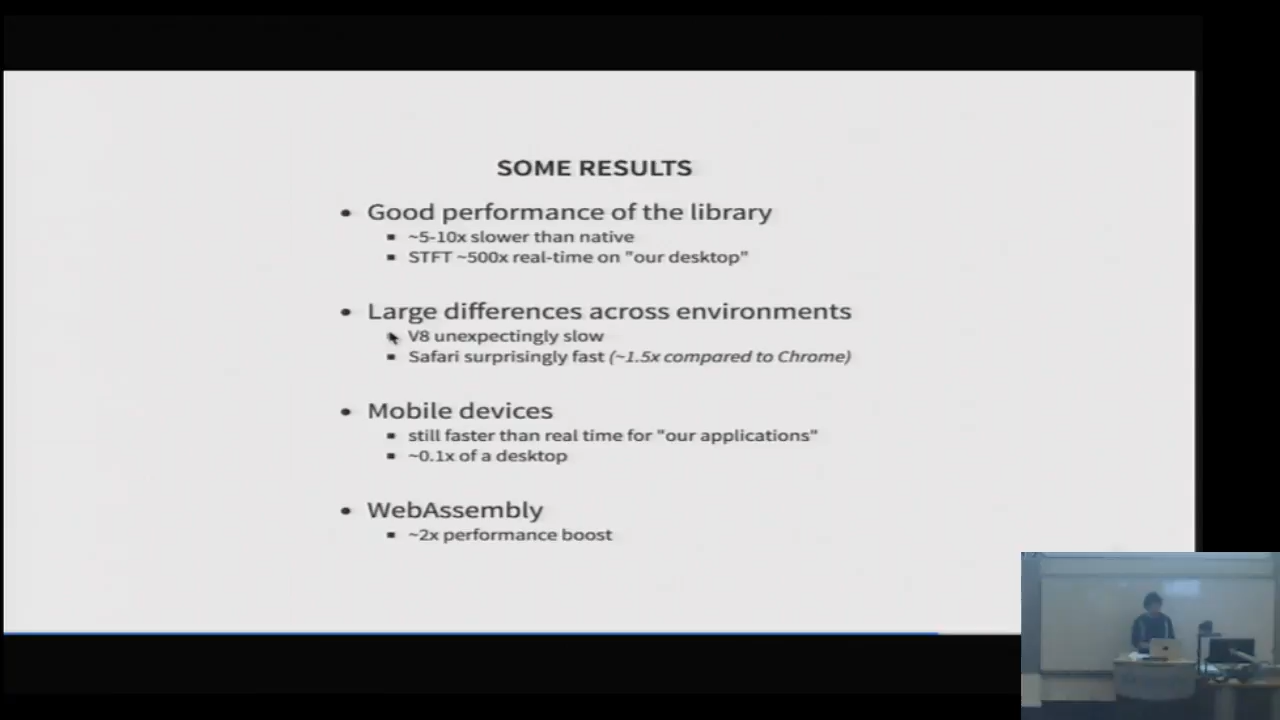 SOME RESULTS
• Good performance of the library
▪ ~5-10x slower than native
▪ STFT ~500x real-time on "our desktop"
• Large differences across environments
▪ V8 unexpectingly slow
▪ Safari surprisingly fast (~1.5x compared to Chrome)
• Mobile devices
▪ still faster than real time for "our applications"
▪ ~0.1x of a desktop
• WebAssembly
▪ ~2x performance boost